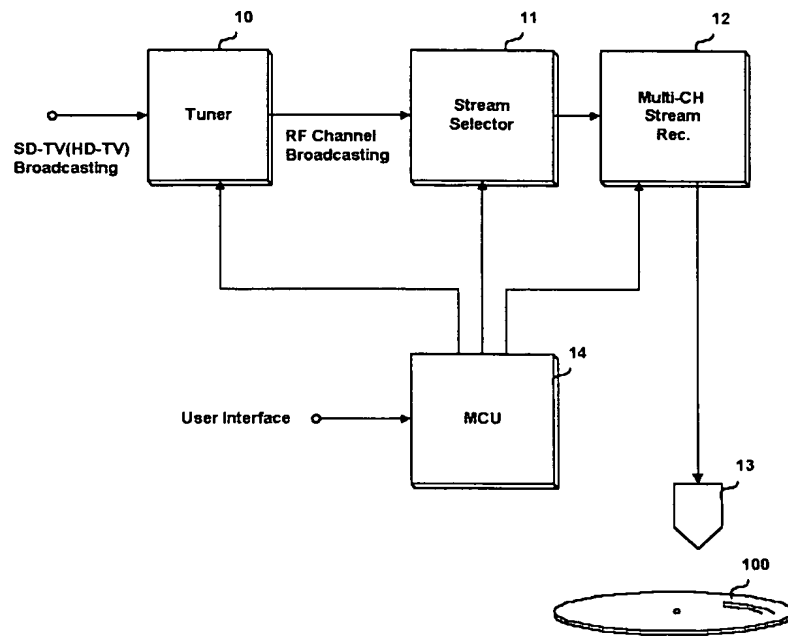 10
11
12
Tuner
Stream
Selector
Multi-CH
Stream
Rec.
SD-TV(HD-TV)
Broadcasting
RF Channel
Broadcasting
14
User Interface
MCU
13
100